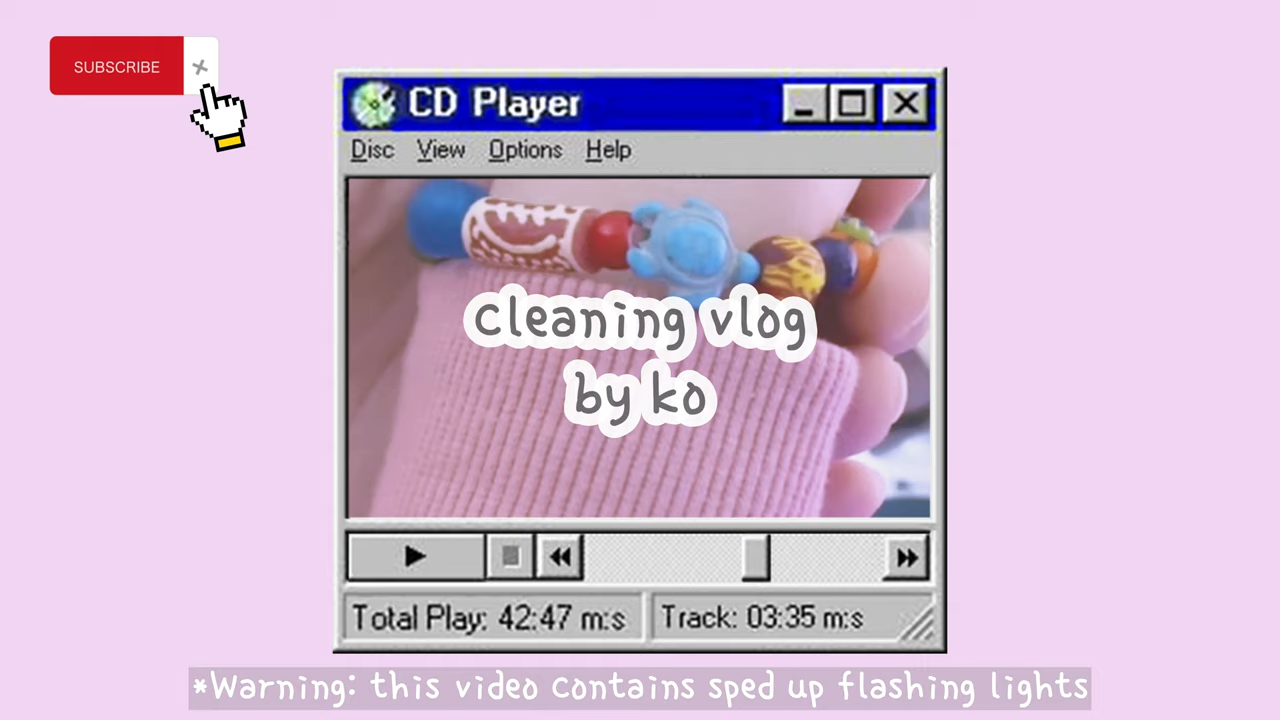 SUBSCRIBE
CD Player
Disc View Options Help
cleaning vlog
by ko
Total Play: 42:47 m:s
Track: 03:35 m:s
*Warning: this video contains sped up flashing lights